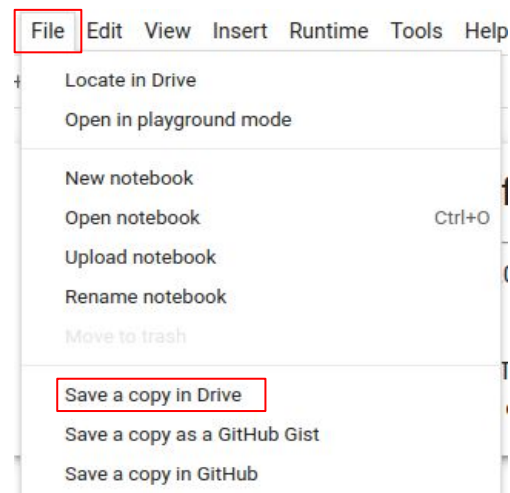 File Edit View Insert Runtime Tools Help
Locate in Drive
Open in playground mode
New notebook
Open notebook Ctrl+O
Upload notebook
Rename notebook
Move to trash
Save a copy in Drive
Save a copy as a GitHub Gist
Save a copy in GitHub